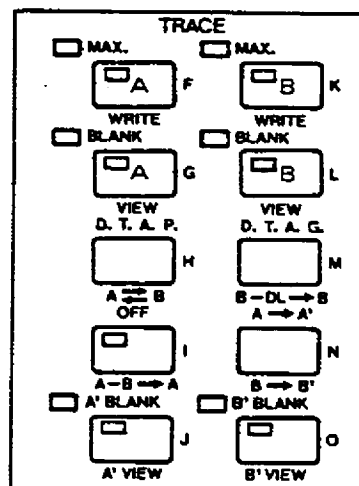 TRACE
MAX. MAX.
A F B K
WRITE WRITE
BLANK BLANK
A G B L
VIEW VIEW
D. T. A. P. D. T. A. G.
H M
A ⇄ B B-DL → B
OFF A → A'
I N
A-B → A B → B'
A' BLANK B' BLANK
J O
A' VIEW B' VIEW